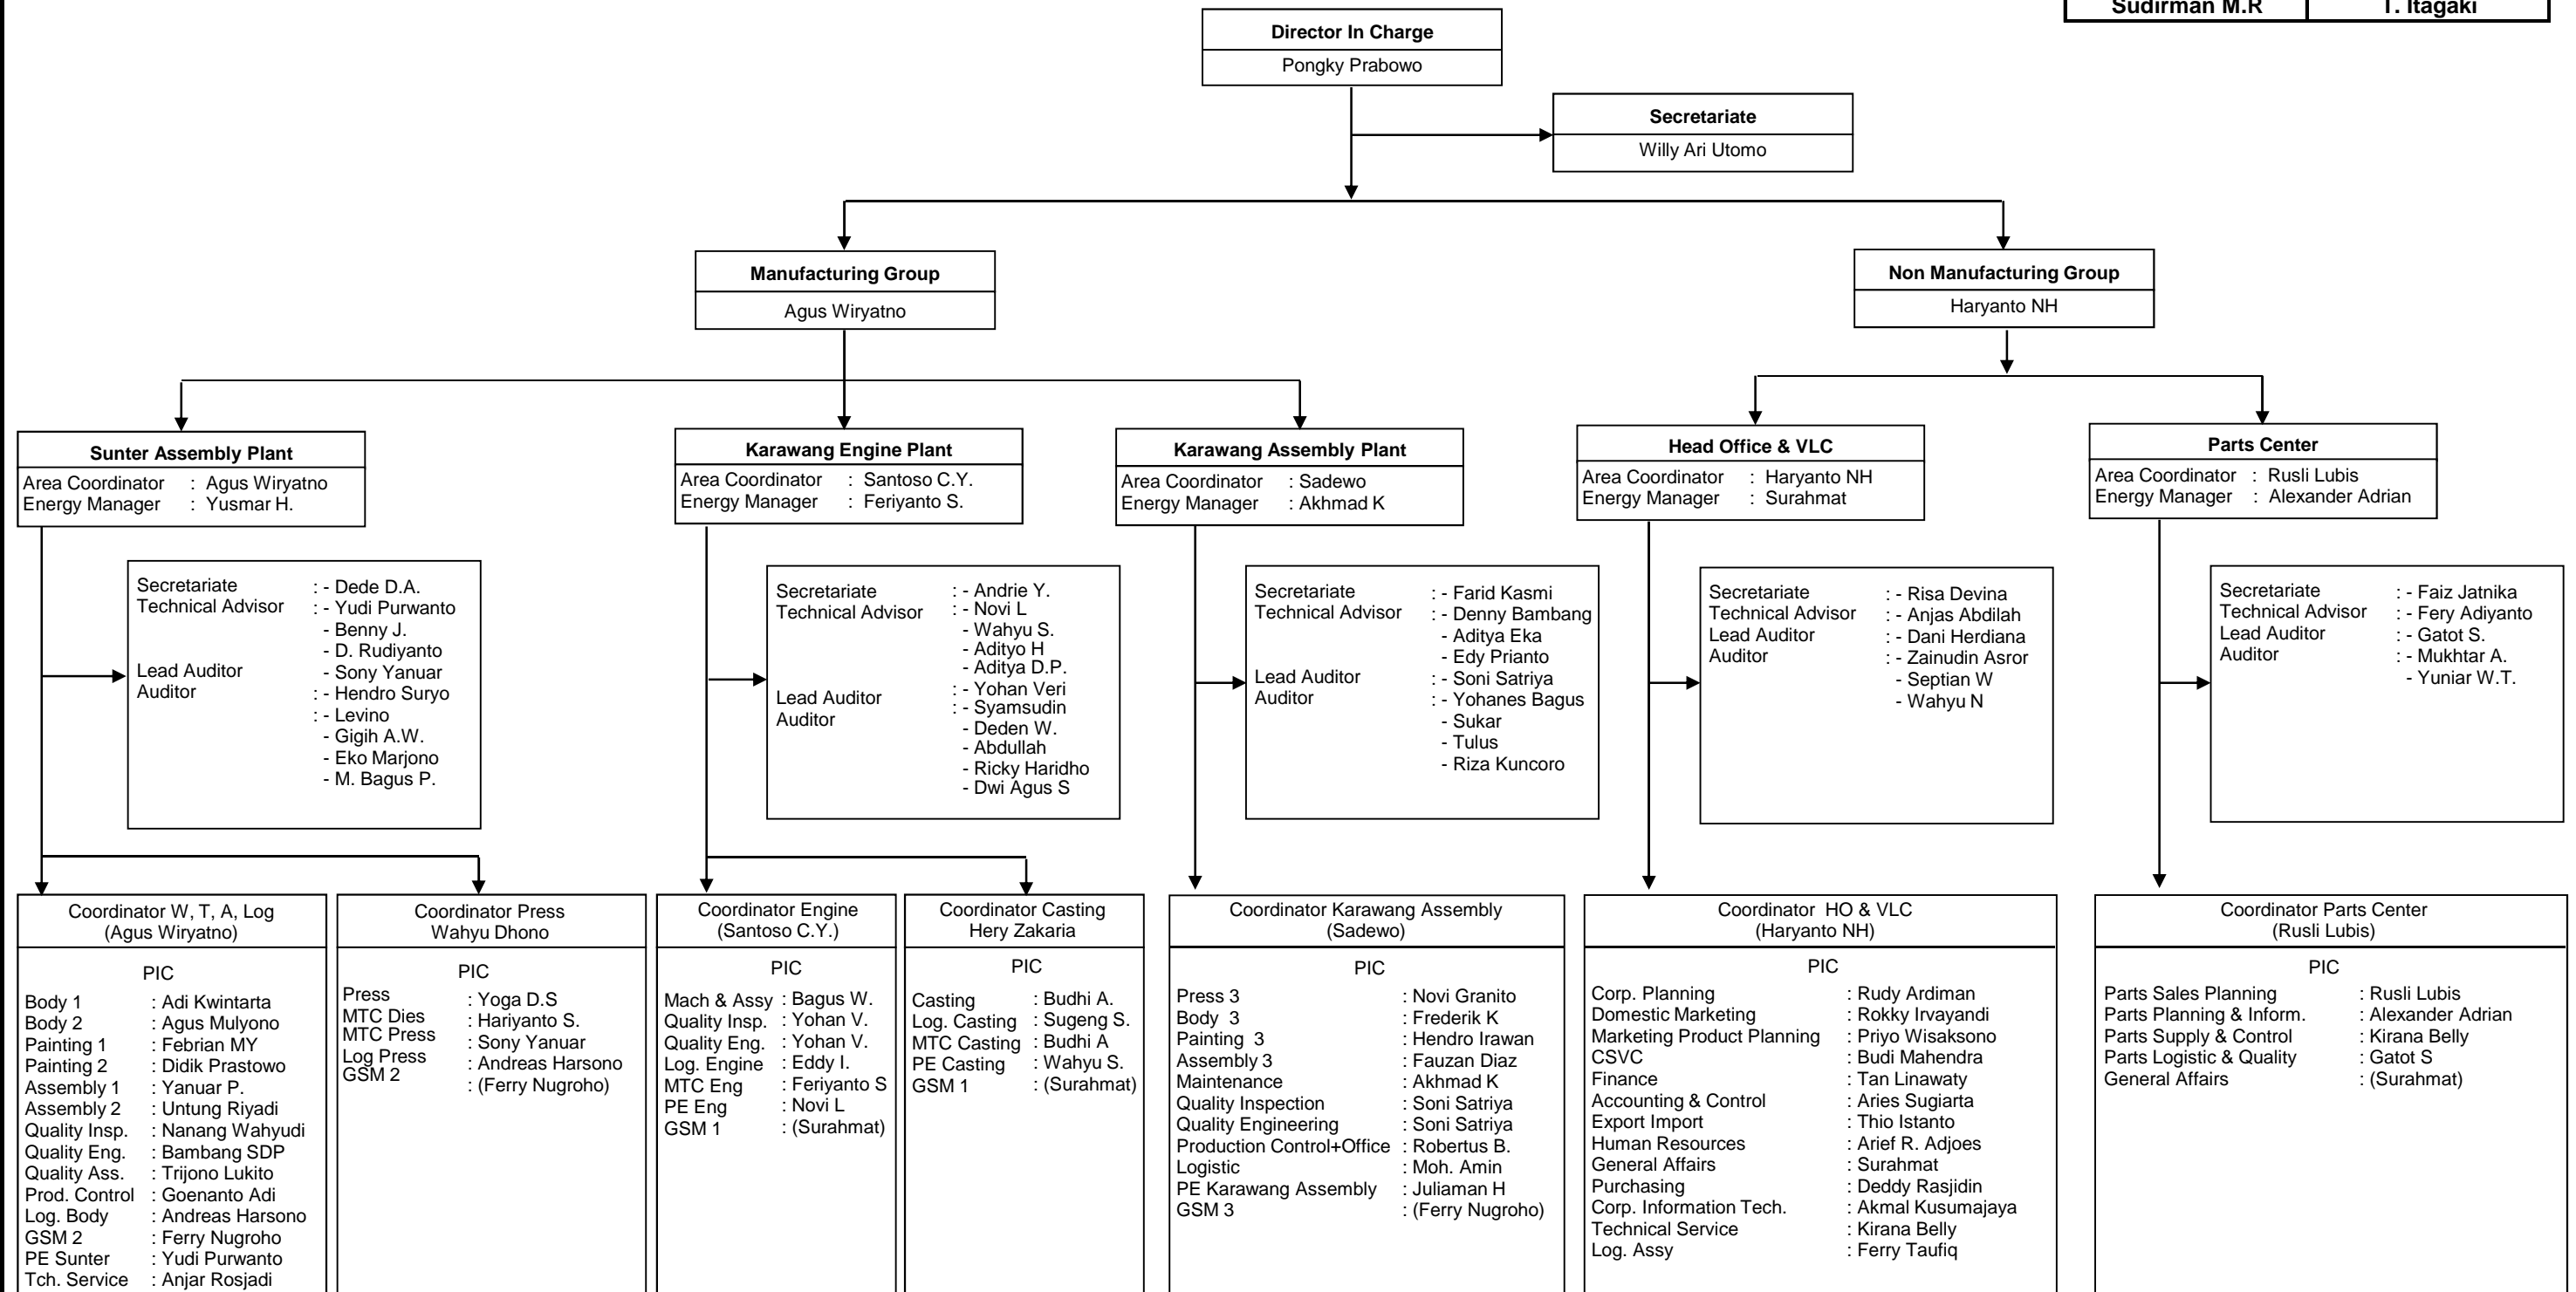 Sudirman M.R T. Itagaki
Director In Charge
Pongky Prabowo
Secretariate
Willy Ari Utomo
Manufacturing Group
Agus Wiryatno
Non Manufacturing Group
Haryanto NH
Sunter Assembly Plant
Area Coordinator : Agus Wiryatno
Energy Manager : Yusmar H.
Karawang Engine Plant
Area Coordinator : Santoso C.Y.
Energy Manager : Feriyanto S.
Karawang Assembly Plant
Area Coordinator : Sadewo
Energy Manager : Akhmad K
Head Office & VLC
Area Coordinator : Haryanto NH
Energy Manager : Surahmat
Parts Center
Area Coordinator : Rusli Lubis
Energy Manager : Alexander Adrian
Secretariate : - Dede D.A.
Technical Advisor : - Yudi Purwanto
- Benny J.
- D. Rudiyanto
Lead Auditor - Sony Yanuar
Auditor : - Hendro Suryo
: - Levino
- Gigih A.W.
- Eko Marjono
- M. Bagus P.
Secretariate : - Andrie Y.
Technical Advisor : - Novi L
- Wahyu S.
- Adityo H
- Aditya D.P.
Lead Auditor : - Yohan Veri
Auditor : - Syamsudin
- Deden W.
- Abdullah
- Ricky Haridho
- Dwi Agus S
Secretariate : - Farid Kasmi
Technical Advisor : - Denny Bambang
- Aditya Eka
- Edy Prianto
Lead Auditor : - Soni Satriya
Auditor : - Yohanes Bagus
- Sukar
- Tulus
- Riza Kuncoro
Secretariate : - Risa Devina
Technical Advisor : - Anjas Abdilah
Lead Auditor : - Dani Herdiana
Auditor : - Zainudin Asror
- Septian W
- Wahyu N
Secretariate : - Faiz Jatnika
Technical Advisor : - Fery Adiyanto
Lead Auditor : - Gatot S.
Auditor : - Mukhtar A.
- Yuniar W.T.
Coordinator W, T, A, Log
(Agus Wiryatno)
PIC
Body 1 : Adi Kwintarta
Body 2 : Agus Mulyono
Painting 1 : Febrian MY
Painting 2 : Didik Prastowo
Assembly 1 : Yanuar P.
Assembly 2 : Untung Riyadi
Quality Insp. : Nanang Wahyudi
Quality Eng. : Bambang SDP
Quality Ass. : Trijono Lukito
Prod. Control : Goenanto Adi
Log. Body : Andreas Harsono
GSM 2 : Ferry Nugroho
PE Sunter : Yudi Purwanto
Tch. Service : Anjar Rosjadi
Coordinator Press
Wahyu Dhono
PIC
Press : Yoga D.S
MTC Dies : Hariyanto S.
MTC Press : Sony Yanuar
Log Press : Andreas Harsono
GSM 2 : (Ferry Nugroho)
Coordinator Engine
(Santoso C.Y.)
PIC
Mach & Assy : Bagus W.
Quality Insp. : Yohan V.
Quality Eng. : Yohan V.
Log. Engine : Eddy I.
MTC Eng : Feriyanto S
PE Eng : Novi L
GSM 1 : (Surahmat)
Coordinator Casting
Hery Zakaria
PIC
Casting : Budhi A.
Log. Casting : Sugeng S.
MTC Casting : Budhi A
PE Casting : Wahyu S.
GSM 1 : (Surahmat)
Coordinator Karawang Assembly
(Sadewo)
PIC
Press 3 : Novi Granito
Body 3 : Frederik K
Painting 3 : Hendro Irawan
Assembly 3 : Fauzan Diaz
Maintenance : Akhmad K
Quality Inspection : Soni Satriya
Quality Engineering : Soni Satriya
Production Control+Office : Robertus B.
Logistic : Moh. Amin
PE Karawang Assembly : Juliaman H
GSM 3 : (Ferry Nugroho)
Coordinator HO & VLC
(Haryanto NH)
PIC
Corp. Planning : Rudy Ardiman
Domestic Marketing : Rokky Irvayandi
Marketing Product Planning : Priyo Wisaksono
CSVC : Budi Mahendra
Finance : Tan Linawaty
Accounting & Control : Aries Sugiarta
Export Import : Thio Istanto
Human Resources : Arief R. Adjoes
General Affairs : Surahmat
Purchasing : Deddy Rasjidin
Corp. Information Tech. : Akmal Kusumajaya
Technical Service : Kirana Belly
Log. Assy : Ferry Taufiq
Coordinator Parts Center
(Rusli Lubis)
PIC
Parts Sales Planning : Rusli Lubis
Parts Planning & Inform. : Alexander Adrian
Parts Supply & Control : Kirana Belly
Parts Logistic & Quality : Gatot S
General Affairs : (Surahmat)